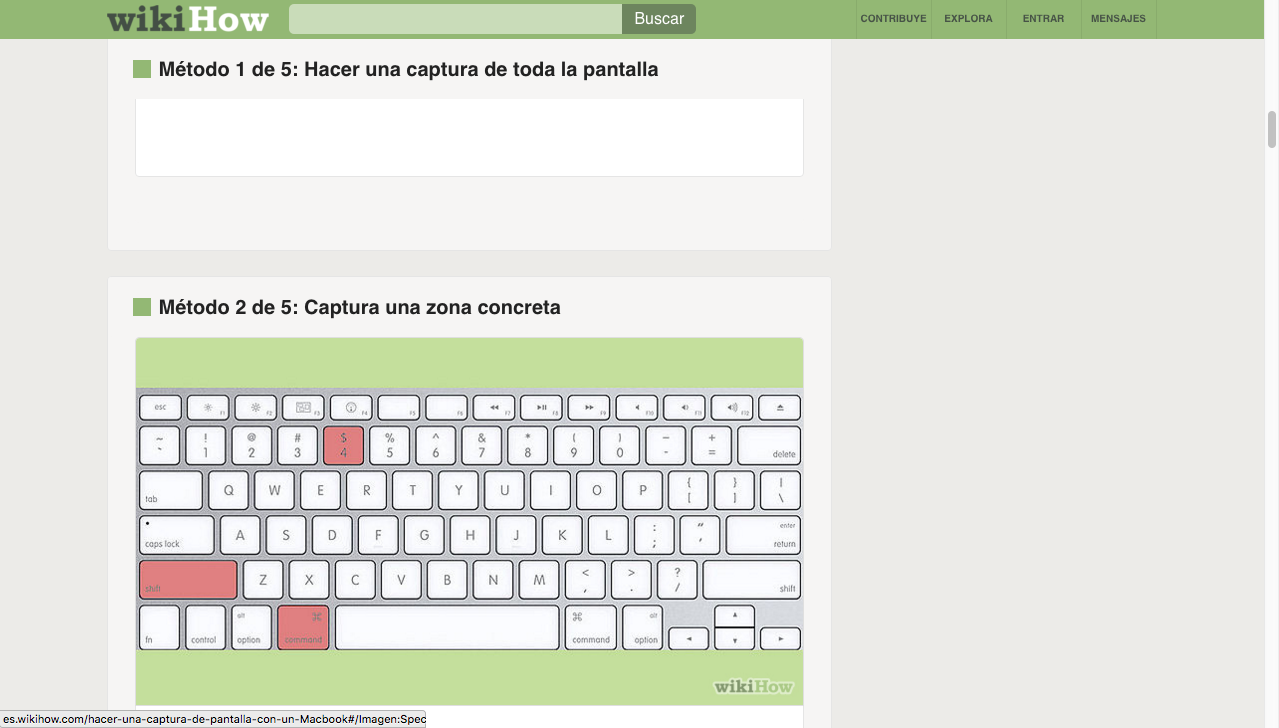 wikiHow
Buscar
CONTRIBUYE EXPLORA ENTRAR MENSAJES
Método 1 de 5: Hacer una captura de toda la pantalla
Método 2 de 5: Captura una zona concreta
esc F1 F2 F3 F4 F5 F6 F7 F8 F9 F10 F11 F12
~ ! @ # $ % ^ & * ( ) — +
` 1 2 3 4 5 6 7 8 9 0 - = delete
tab Q W E R T Y U I O P { [ } ] | \
caps lock A S D F G H J K L : ; " ' enter return
shift Z X C V B N M < , > . ? / shift
fn control alt option ⌘ command ⌘ command alt option
wikiHow
es.wikihow.com/hacer-una-captura-de-pantalla-con-un-Macbook#/Imagen:Spec